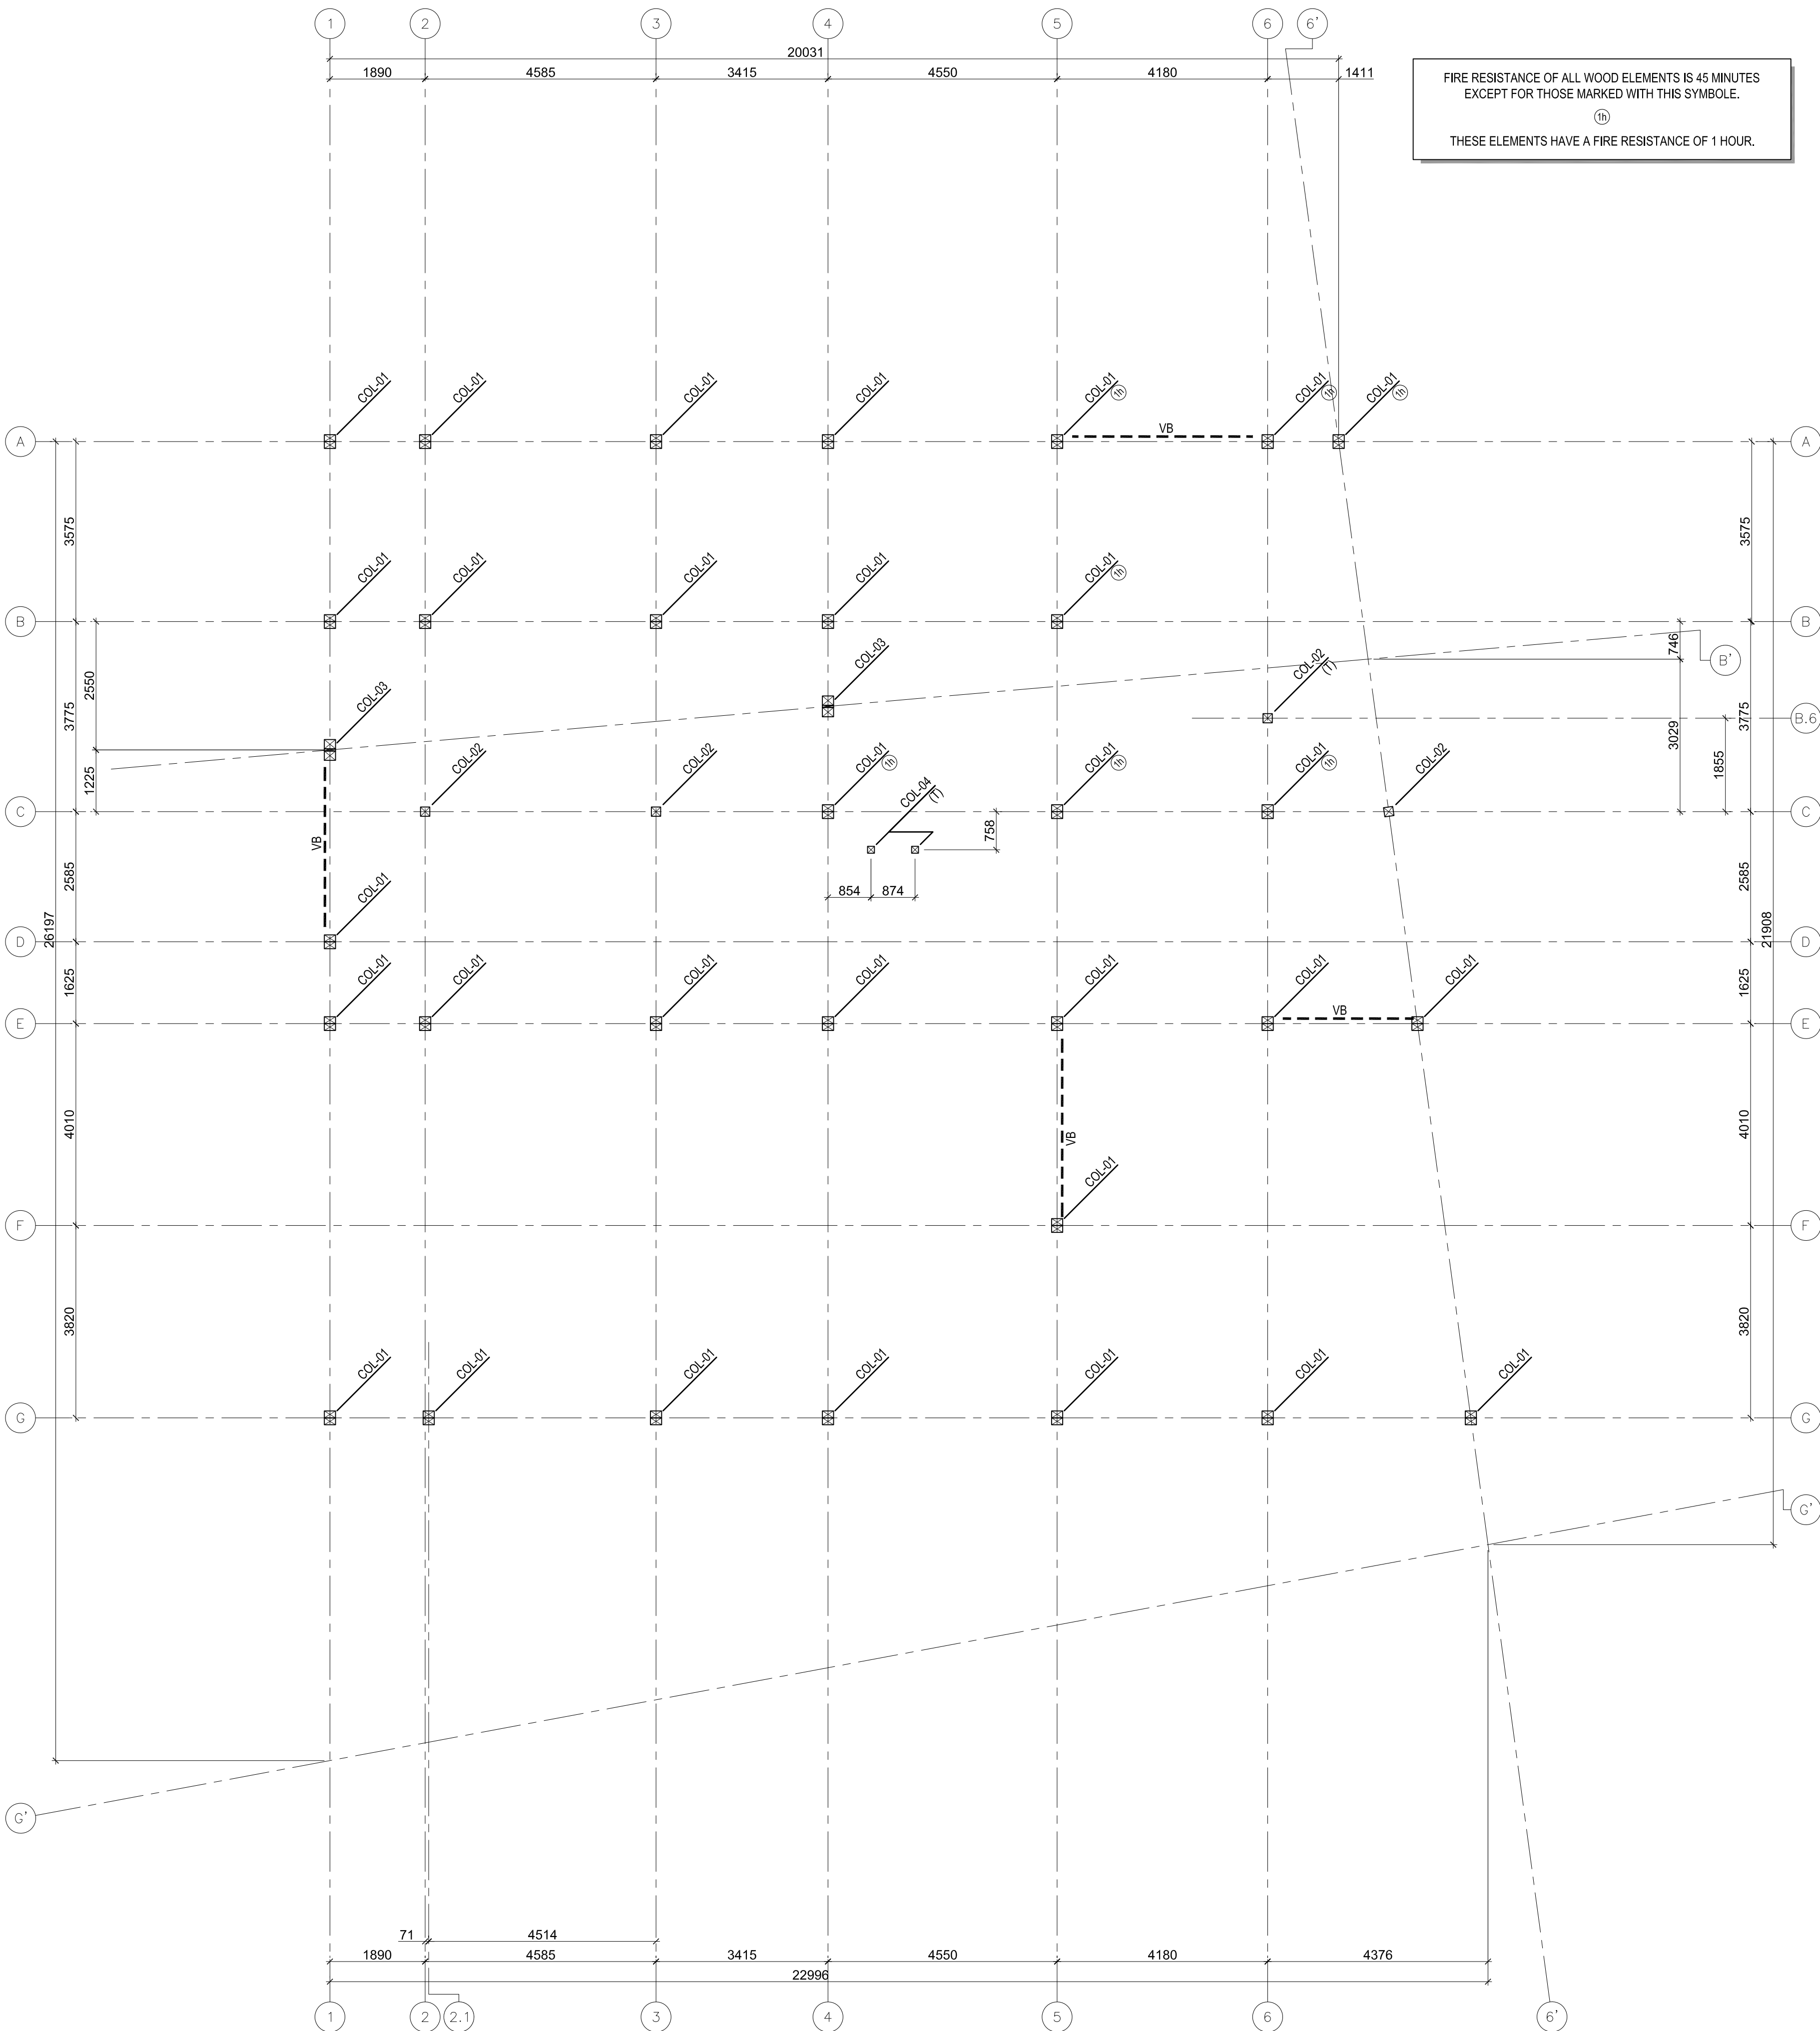 1 2 3 4 5 6 6'
20031
1890 4585 3415 4550 4180 1411
FIRE RESISTANCE OF ALL WOOD ELEMENTS IS 45 MINUTES
EXCEPT FOR THOSE MARKED WITH THIS SYMBOLE.
1h
THESE ELEMENTS HAVE A FIRE RESISTANCE OF 1 HOUR.
COL-01 COL-01 COL-01 COL-01 COL-01 1h COL-01 1h COL-01 1h
A VB A
3575 3575
COL-01 COL-01 COL-01 COL-01 COL-01 1h
B B
2550 3775 COL-03 COL-03 COL-02 (T) 746 3775 B'
B.6
3029 1855
1225 COL-02 COL-02 COL-01 1h COL-01 1h COL-01 1h COL-02
C C
VB COL-04 (T) 758
2585 2585
854 874
COL-01
26197 21908
D D
1625 1625
COL-01 COL-01 COL-01 COL-01 COL-01 COL-01 COL-01
E VB E
4010 4010
VB
COL-01
F F
3820 3820
COL-01 COL-01 COL-01 COL-01 COL-01 COL-01 COL-01
G G
G'
G'
71 4514
1890 4585 3415 4550 4180 4376
22996
1 2 2.1 3 4 5 6 6'